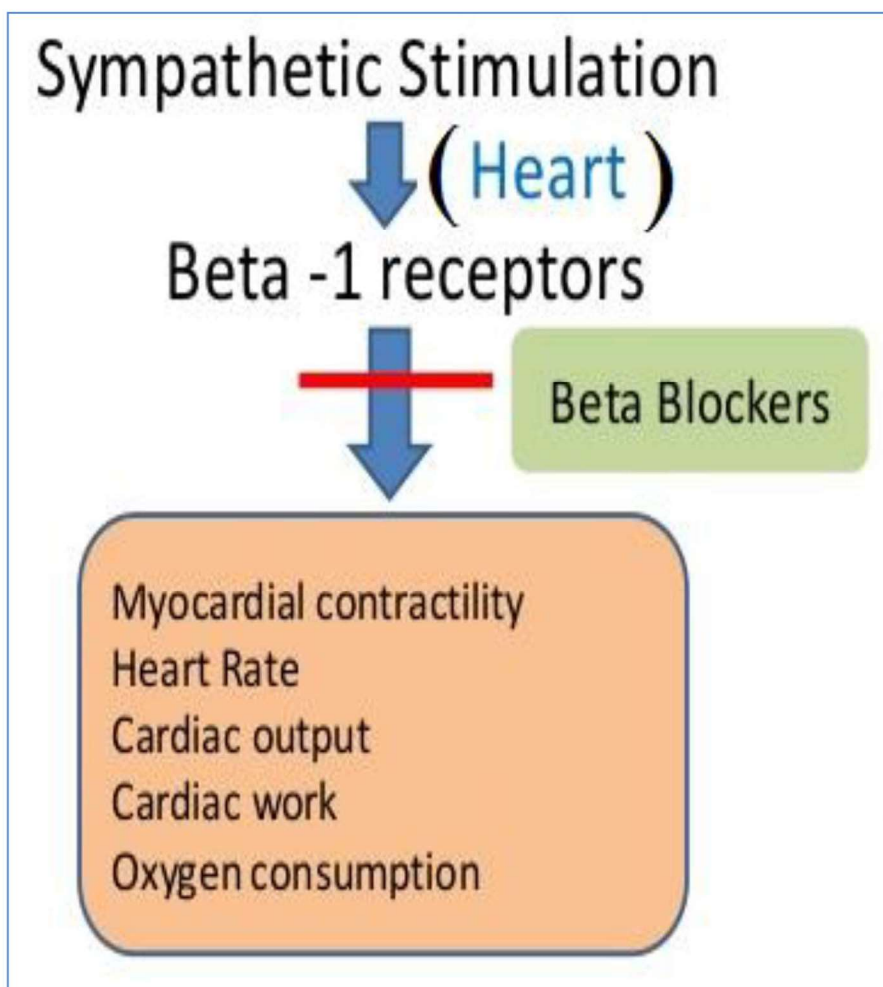 Sympathetic Stimulation
( Heart )
Beta -1 receptors
Beta Blockers
Myocardial contractility
Heart Rate
Cardiac output
Cardiac work
Oxygen consumption